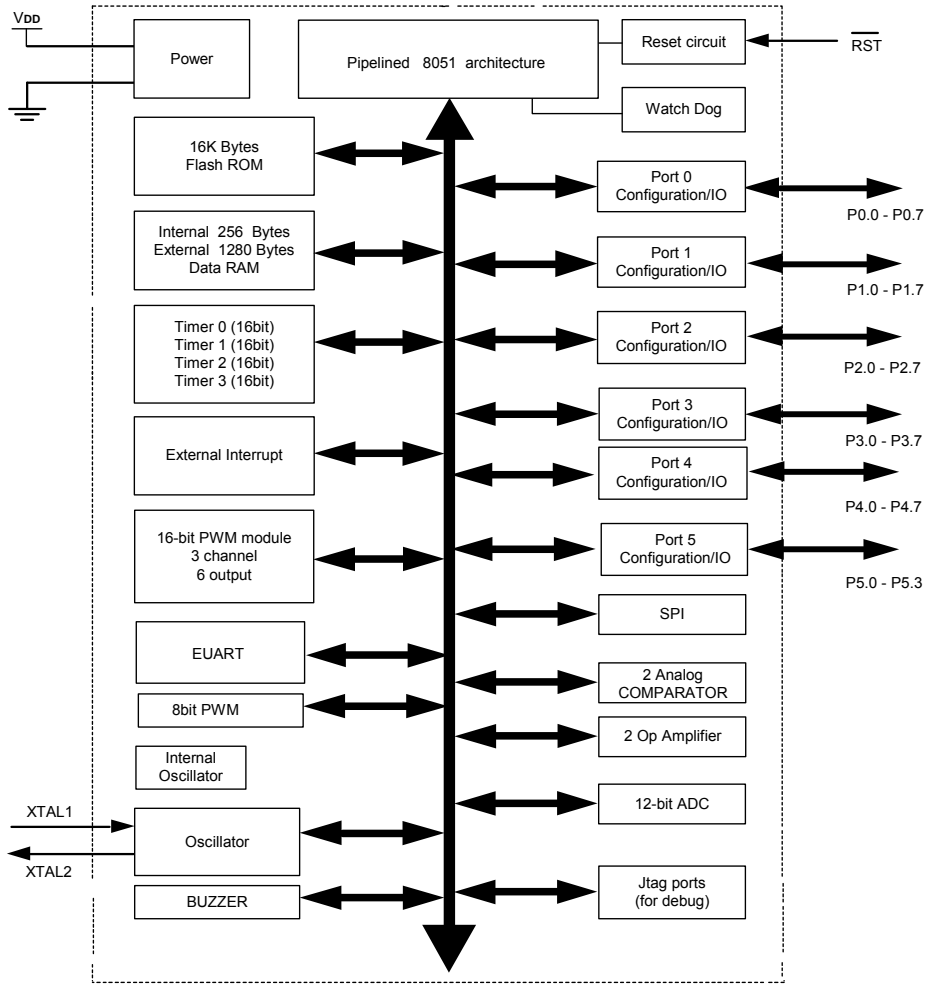 VDD
Power
Pipelined 8051 architecture
Reset circuit
RST
Watch Dog
16K Bytes
Flash ROM
Port 0
Configuration/IO
P0.0 - P0.7
Internal 256 Bytes
External 1280 Bytes
Data RAM
Port 1
Configuration/IO
P1.0 - P1.7
Timer 0 (16bit)
Timer 1 (16bit)
Timer 2 (16bit)
Timer 3 (16bit)
Port 2
Configuration/IO
P2.0 - P2.7
Port 3
Configuration/IO
P3.0 - P3.7
External Interrupt
Port 4
Configuration/IO
P4.0 - P4.7
16-bit PWM module
3 channel
6 output
Port 5
Configuration/IO
P5.0 - P5.3
SPI
EUART
2 Analog
COMPARATOR
8bit PWM
2 Op Amplifier
Internal
Oscillator
12-bit ADC
XTAL1
Oscillator
XTAL2
BUZZER
Jtag ports
(for debug)